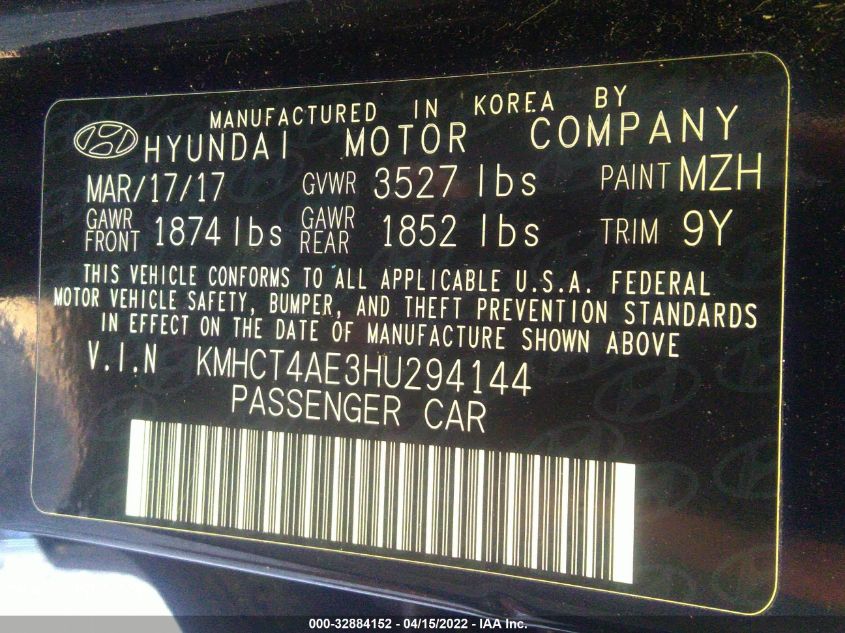 MANUFACTURED IN KOREA BY
HYUNDAI MOTOR COMPANY
MAR/17/17 GVWR 3527 lbs PAINT MZH
GAWR FRONT 1874 lbs GAWR REAR 1852 lbs TRIM 9Y
THIS VEHICLE CONFORMS TO ALL APPLICABLE U.S.A. FEDERAL
MOTOR VEHICLE SAFETY, BUMPER, AND THEFT PREVENTION STANDARDS
IN EFFECT ON THE DATE OF MANUFACTURE SHOWN ABOVE
V.I.N KMHCT4AE3HU294144
PASSENGER CAR
000-32884152 - 04/15/2022 - IAA Inc.